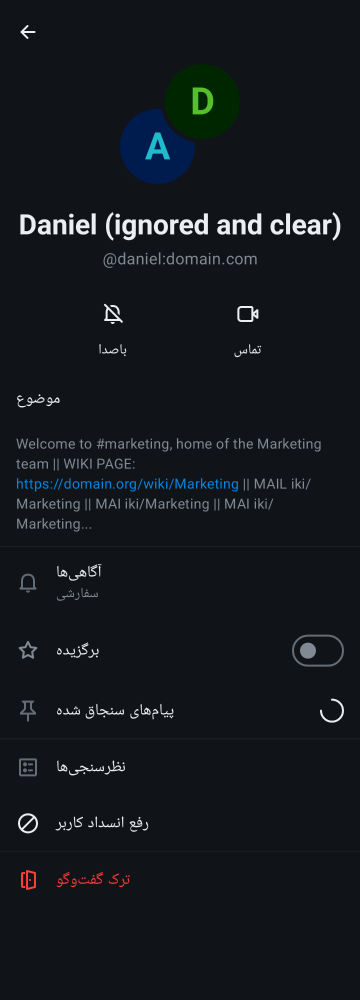 D
A
Daniel (ignored and clear)
@daniel:domain.com
باصدا
تماس
موضوع
Welcome to #marketing, home of the Marketing
team || WIKI PAGE:
https://domain.org/wiki/Marketing || MAIL iki/
Marketing || MAI iki/Marketing || MAI iki/
Marketing...
آگاهی‌ها
سفارشی
برگزیده
پیام‌های سنجاق شده
نظرسنجی‌ها
رفع انسداد کاربر
ترک گفت‌وگو